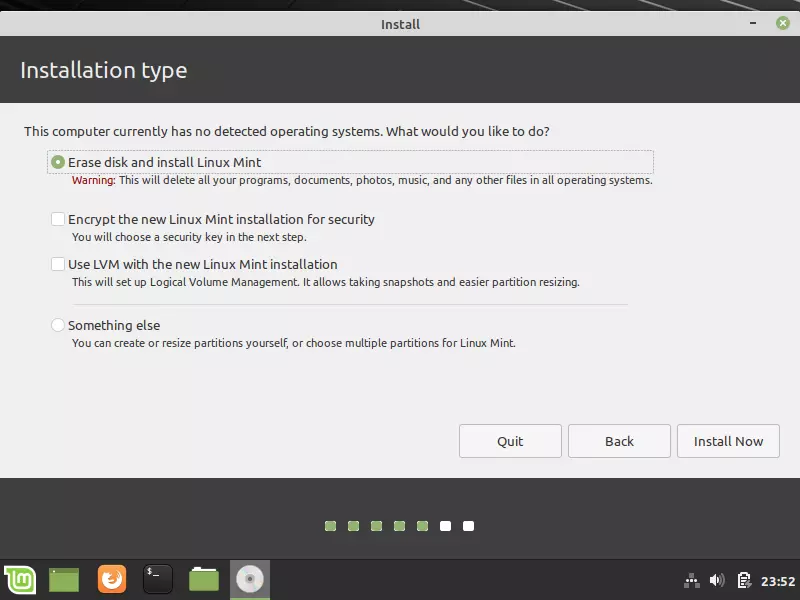 Install
Installation type
This computer currently has no detected operating systems. What would you like to do?
Erase disk and install Linux Mint
Warning: This will delete all your programs, documents, photos, music, and any other files in all operating systems.
Encrypt the new Linux Mint installation for security
You will choose a security key in the next step.
Use LVM with the new Linux Mint installation
This will set up Logical Volume Management. It allows taking snapshots and easier partition resizing.
Something else
You can create or resize partitions yourself, or choose multiple partitions for Linux Mint.
Quit Back Install Now
$_ 23:52